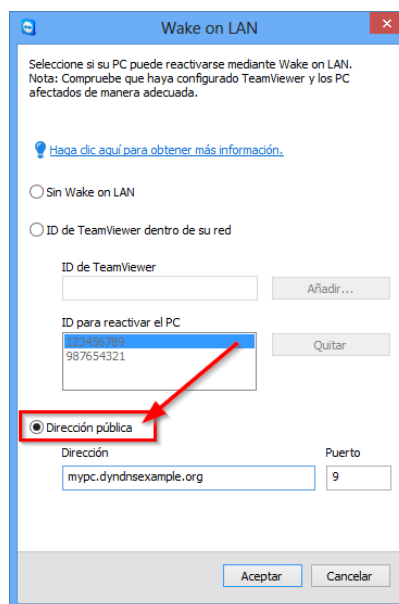 Wake on LAN
Seleccione si su PC puede reactivarse mediante Wake on LAN.
Nota: Compruebe que haya configurado TeamViewer y los PC
afectados de manera adecuada.
Haga clic aquí para obtener más información.
Sin Wake on LAN
ID de TeamViewer dentro de su red
ID de TeamViewer
Añadir...
ID para reactivar el PC
123456789
987654321
Quitar
Dirección pública
Dirección
Puerto
mypc.dyndnsexample.org
9
Aceptar
Cancelar